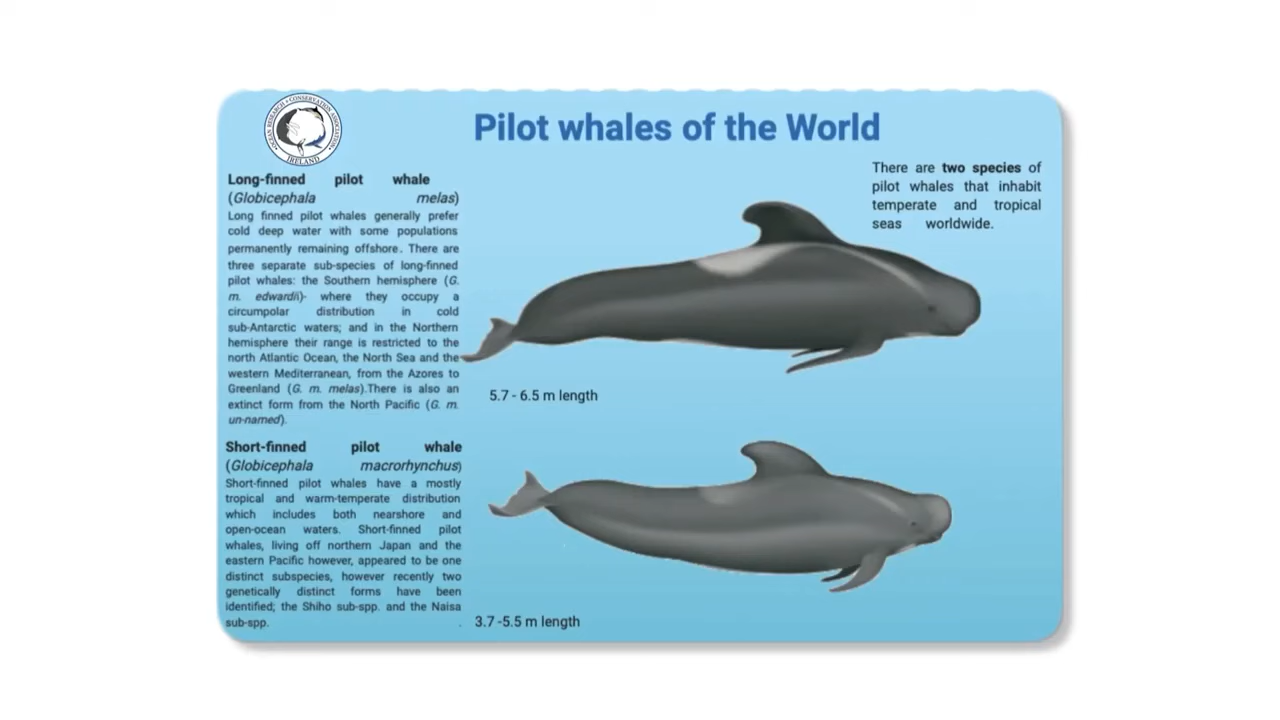 OCEAN RESEARCH • CONSERVATION ASSOCIATION •
IRELAND
Pilot whales of the World
Long-finned pilot whale
(Globicephala melas)
Long finned pilot whales generally prefer
cold deep water with some populations
permanently remaining offshore. There are
three separate sub-species of long-finned
pilot whales: the Southern hemisphere (G.
m. edwardii)- where they occupy a
circumpolar distribution in cold
sub-Antarctic waters; and in the Northern
hemisphere their range is restricted to the
north Atlantic Ocean, the North Sea and the
western Mediterranean, from the Azores to
Greenland (G. m. melas).There is also an
extinct form from the North Pacific (G. m.
un-named).
Short-finned pilot whale
(Globicephala macrorhynchus)
Short-finned pilot whales have a mostly
tropical and warm-temperate distribution
which includes both nearshore and
open-ocean waters. Short-finned pilot
whales, living off northern Japan and the
eastern Pacific however, appeared to be one
distinct subspecies, however recently two
genetically distinct forms have been
identified; the Shiho sub-spp. and the Naisa
sub-spp. .
There are two species of
pilot whales that inhabit
temperate and tropical
seas worldwide.
5.7 - 6.5 m length
3.7 -5.5 m length